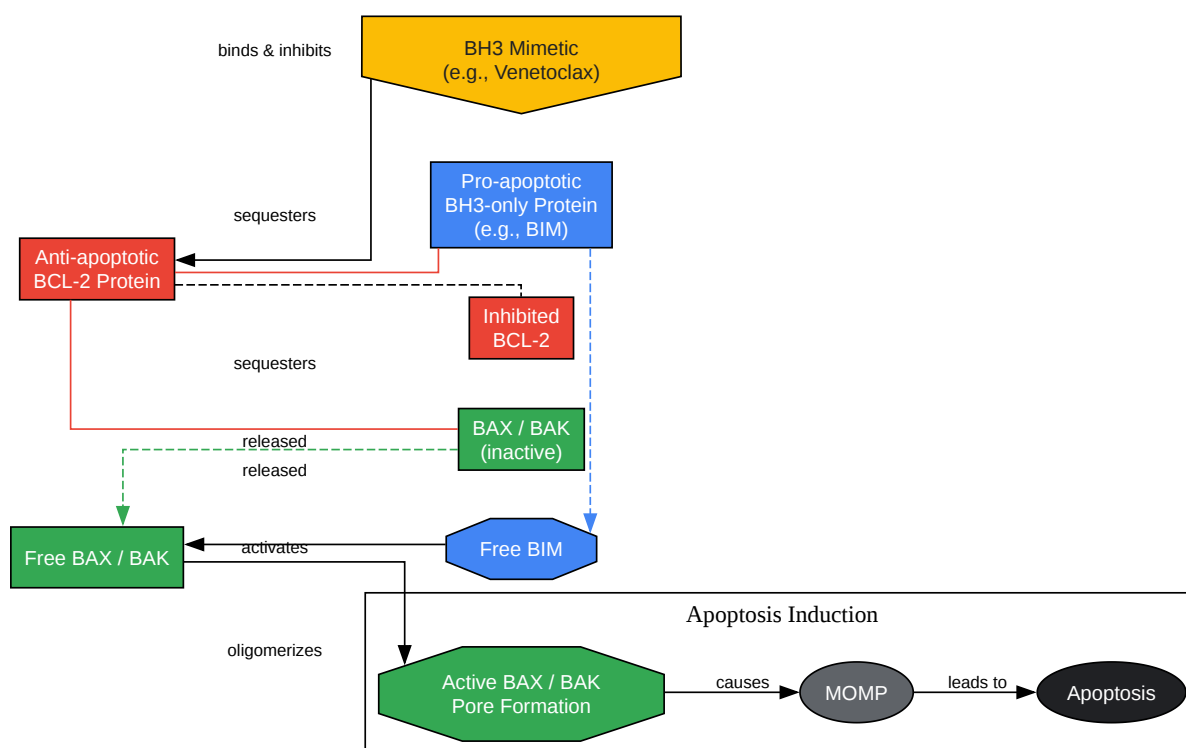 binds & inhibits
BH3 Mimetic
(e.g., Venetoclax)
Pro-apoptotic
BH3-only Protein
(e.g., BIM)
sequesters
Anti-apoptotic
BCL-2 Protein
Inhibited
BCL-2
sequesters
BAX / BAK
(inactive)
released
released
Free BAX / BAK
activates
Free BIM
Apoptosis Induction
oligomerizes
Active BAX / BAK
Pore Formation
causes
MOMP
leads to
Apoptosis